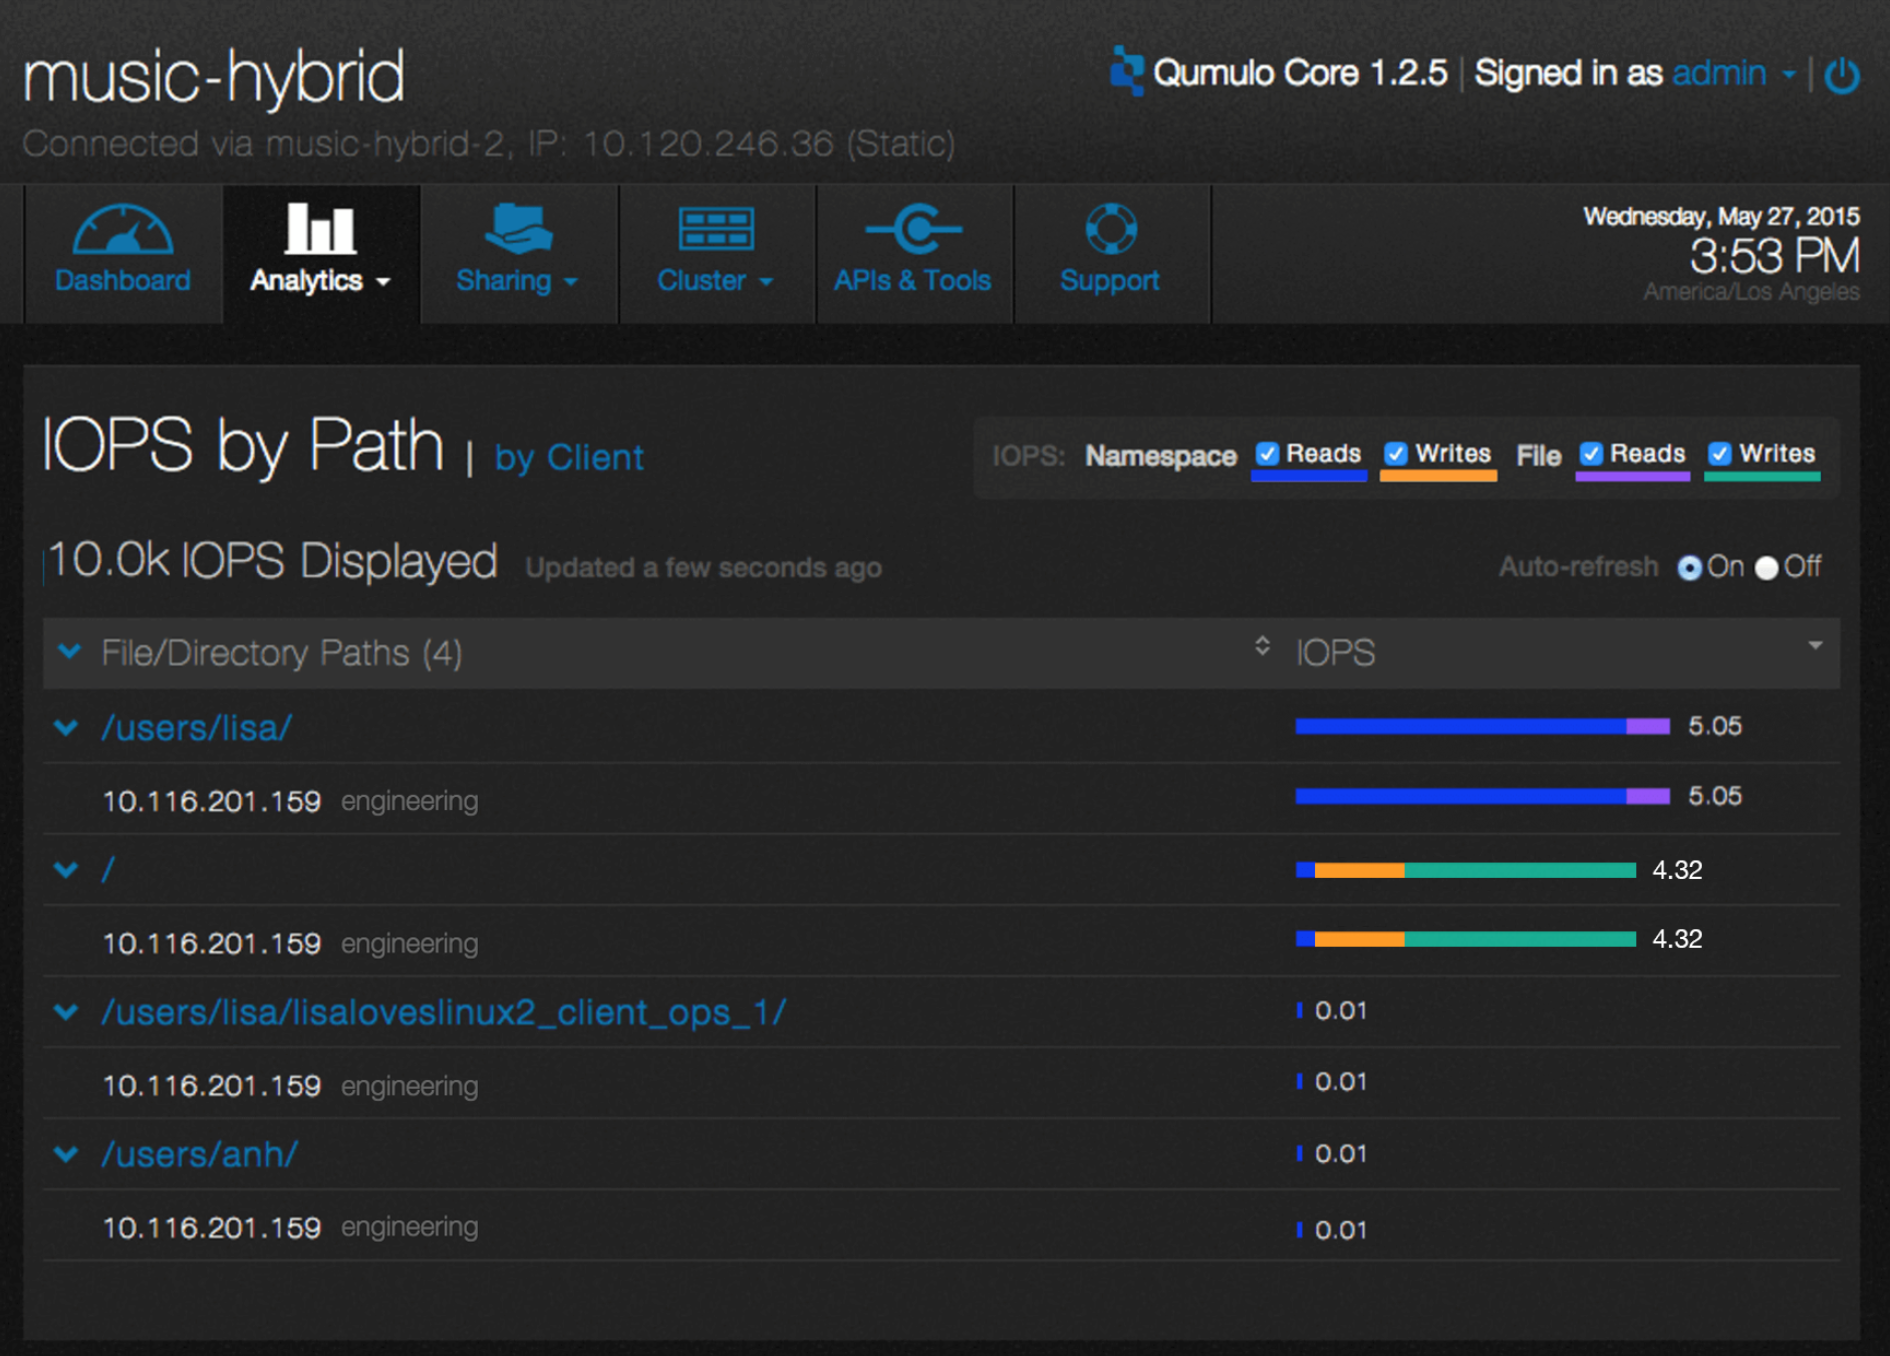 music-hybrid
Qumulo Core 1.2.5 | Signed in as admin
Connected via music-hybrid-2, IP: 10.120.246.36 (Static)
Dashboard
Analytics
Sharing
Cluster
APIs & Tools
Support
Wednesday, May 27, 2015
3:53 PM
America/Los Angeles
IOPS by Path | by Client
IOPS: Namespace Reads Writes File Reads Writes
10.0k IOPS Displayed Updated a few seconds ago
Auto-refresh On Off
File/Directory Paths (4) IOPS
/users/lisa/ 5.05
10.116.201.159 engineering 5.05
/ 4.32
10.116.201.159 engineering 4.32
/users/lisa/lisaloveslinux2_client_ops_1/ 0.01
10.116.201.159 engineering 0.01
/users/anh/ 0.01
10.116.201.159 engineering 0.01